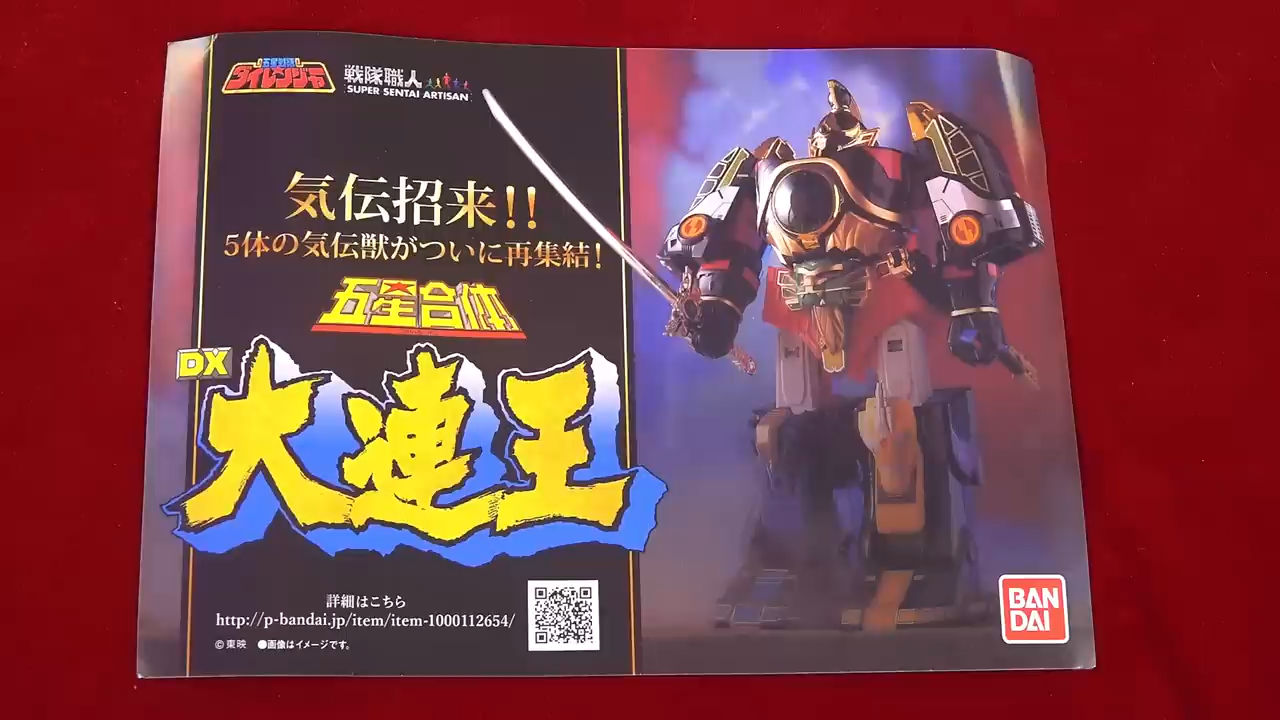 五星戦隊
ダイレンジャー
戦隊職人
SUPER SENTAI ARTISAN
気伝招来!!
5体の気伝獣がついに再集結!
五星合体
DX
大連王
詳細はこちら
http://p-bandai.jp/item/item-1000112654/
©東映 ●画像はイメージです。
BAN
DAI